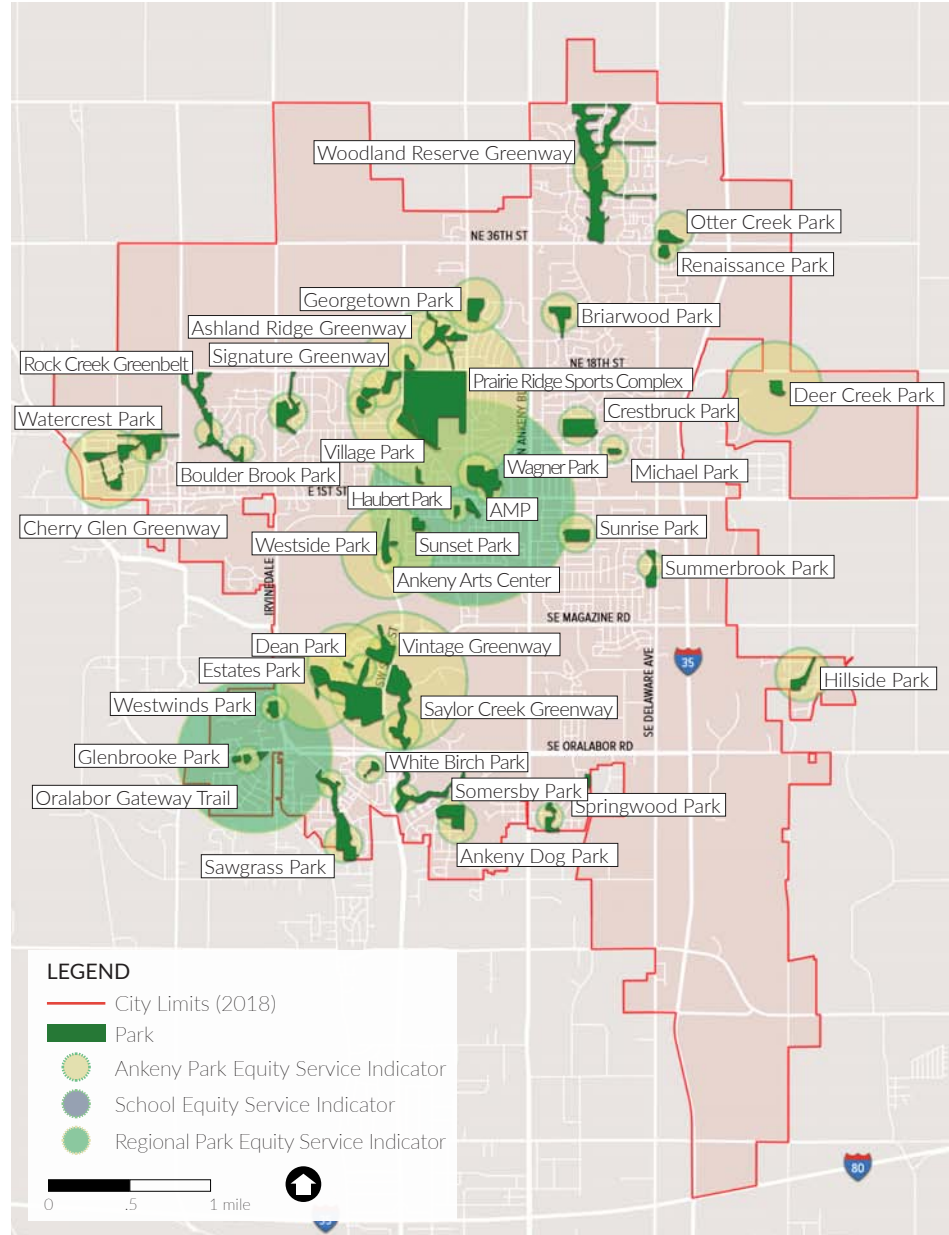 Woodland Reserve Greenway
Otter Creek Park
NE 36TH ST
Renaissance Park
Georgetown Park
Briarwood Park
Ashland Ridge Greenway
Signature Greenway
Rock Creek Greenbelt
NE 18TH ST
Prairie Ridge Sports Complex
Deer Creek Park
N ANKENY BL
Crestbruck Park
Watercrest Park
Village Park
Wagner Park
Michael Park
Boulder Brook Park
E 1ST ST
Haubert Park
AMP
Cherry Glen Greenway
Sunrise Park
Westside Park
Sunset Park
Summerbrook Park
Ankeny Arts Center
IRVINEDALE
SE MAGAZINE RD
Dean Park
Vintage Greenway
Estates Park
35
SE DELAWARE AVE
Hillside Park
Westwinds Park
Saylor Creek Greenway
SE ORALABOR RD
Glenbrooke Park
White Birch Park
Oralabor Gateway Trail
Somersby Park
Springwood Park
Ankeny Dog Park
Sawgrass Park
LEGEND
City Limits (2018)
Park
Ankeny Park Equity Service Indicator
School Equity Service Indicator
Regional Park Equity Service Indicator
0 .5 1 mile
80